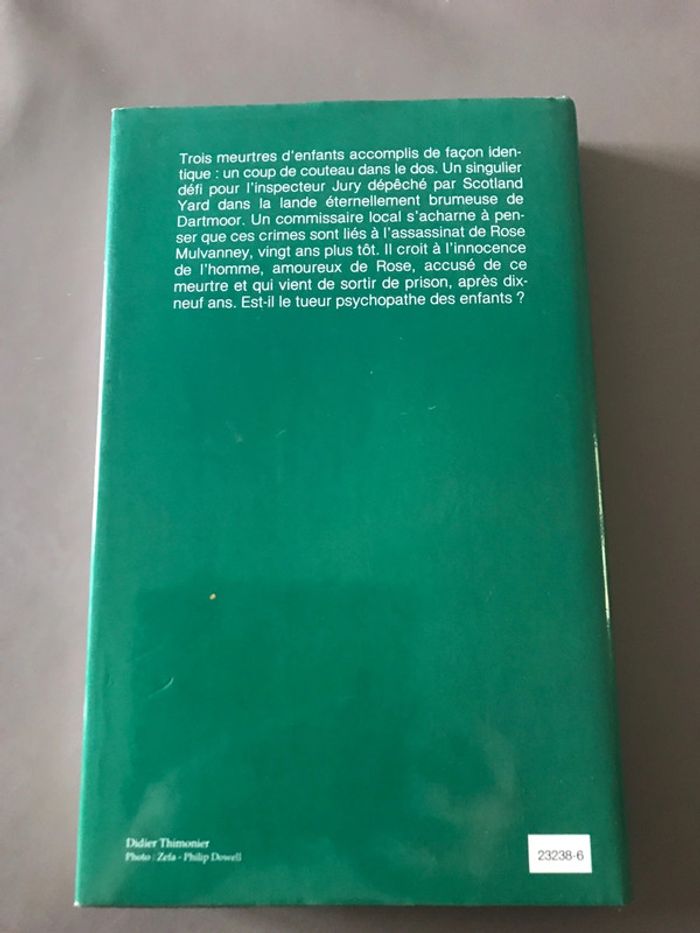 Trois meurtres d'enfants accomplis de façon iden-
tique : un coup de couteau dans le dos. Un singulier
défi pour l'inspecteur Jury dépêché par Scotland
Yard dans la lande éternellement brumeuse de
Dartmoor. Un commissaire local s'acharne à pen-
ser que ces crimes sont liés à l'assassinat de Rose
Mulvanney, vingt ans plus tôt. Il croit à l'innocence
de l'homme, amoureux de Rose, accusé de ce
meurtre et qui vient de sortir de prison, après dix-
neuf ans. Est-il le tueur psychopathe des enfants ?
Didier Thimonier
Photo : Zefa - Philip Dowell
23238-6